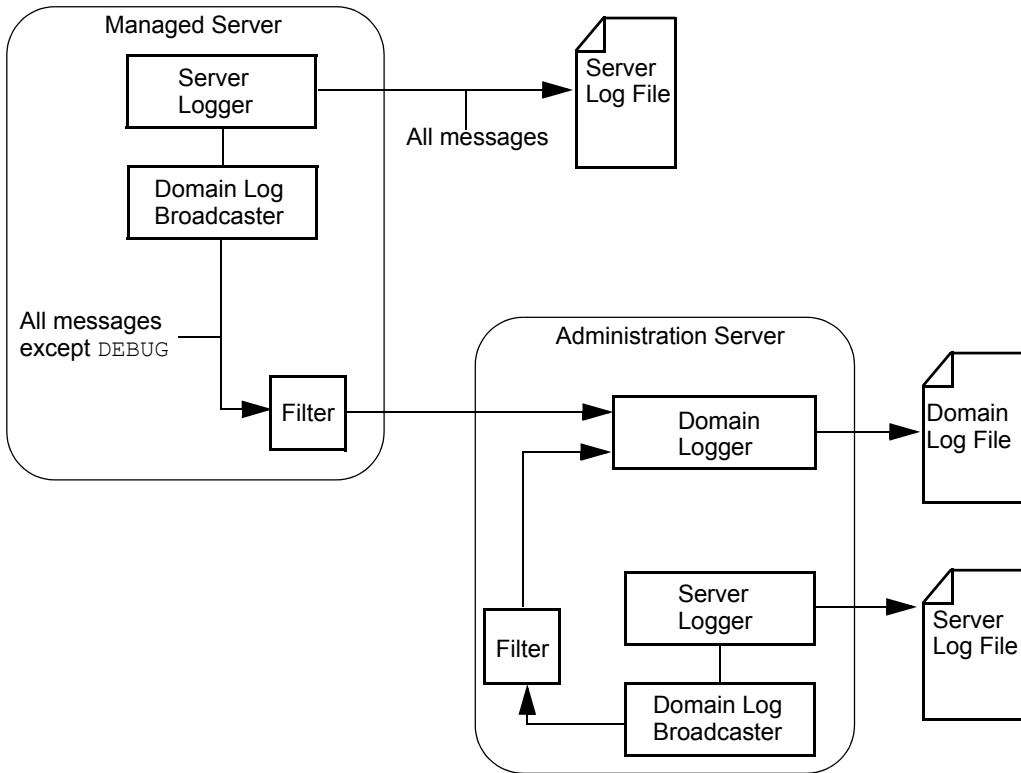 Managed Server
Server
Logger
Server
Log File
All messages
Domain Log
Broadcaster
All messages
except DEBUG
Filter
Administration Server
Domain
Logger
Domain
Log File
Server
Logger
Server
Log File
Filter
Domain Log
Broadcaster